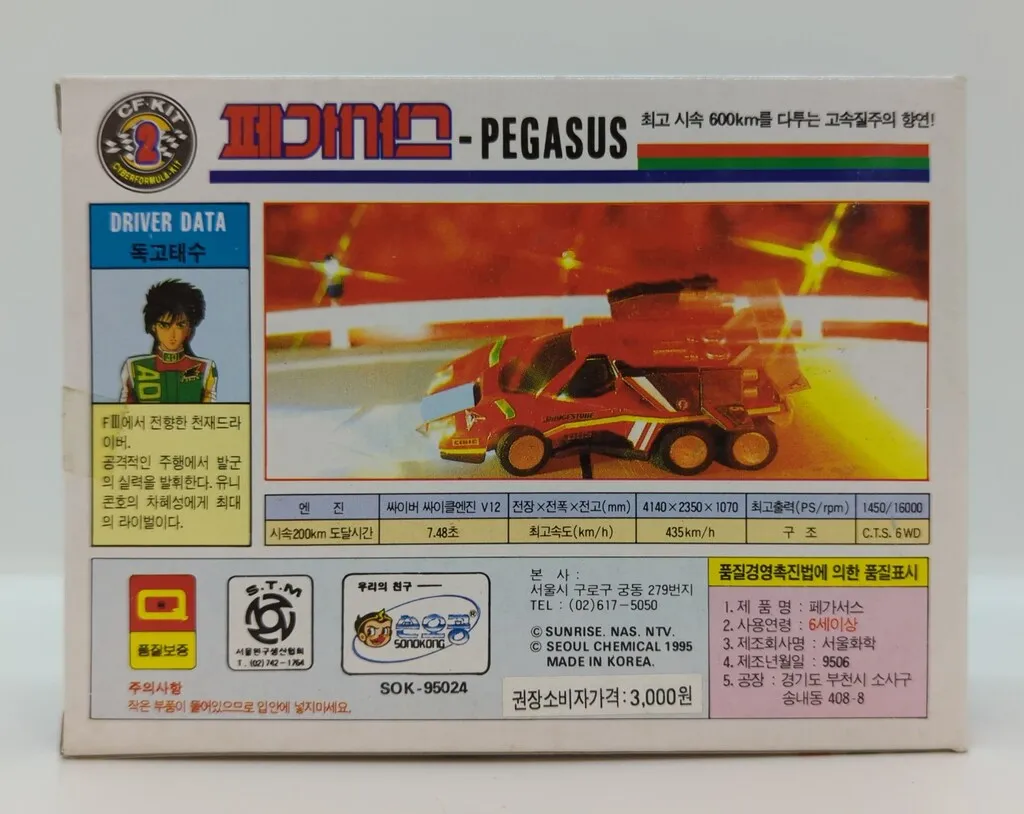 CF·KIT
2
CYBERFORMULA-KIT
페가서스-PEGASUS
최고 시속 600km를 다투는 고속질주의 향연!
DRIVER DATA
독고태수
AO
FⅢ에서 전향한 천재드라
이버.
공격적인 주행에서 발군
의 실력을 발휘한다. 유니
콘호의 차혜성에게 최대
의 라이벌이다.
BRIDGESTONE
엔 진 싸이버 싸이클엔진 V12 전장×전폭×전고(mm) 4140×2350×1070 최고출력(PS/rpm) 1450/16000
시속200km 도달시간 7.48초 최고속도(km/h) 435km/h 구 조 C.T.S. 6WD
Q
품질보증
S.T.M
서울완구생산협회
T. (02)742-1764
우리의 친구
손오공®
SONOKONG
SOK-95024
주의사항
작은 부품이 들어있으므로 입안에 넣지마세요.
본 사 :
서울시 구로구 궁동 279번지
TEL : (02)617-5050
© SUNRISE. NAS. NTV.
© SEOUL CHEMICAL 1995
MADE IN KOREA.
권장소비자가격:3,000원
품질경영촉진법에 의한 품질표시
1. 제 품 명 : 페가서스
2. 사용연령 : 6세이상
3. 제조회사명 : 서울화학
4. 제조년월일 : 9506
5. 공장 : 경기도 부천시 소사구
송내동 408-8